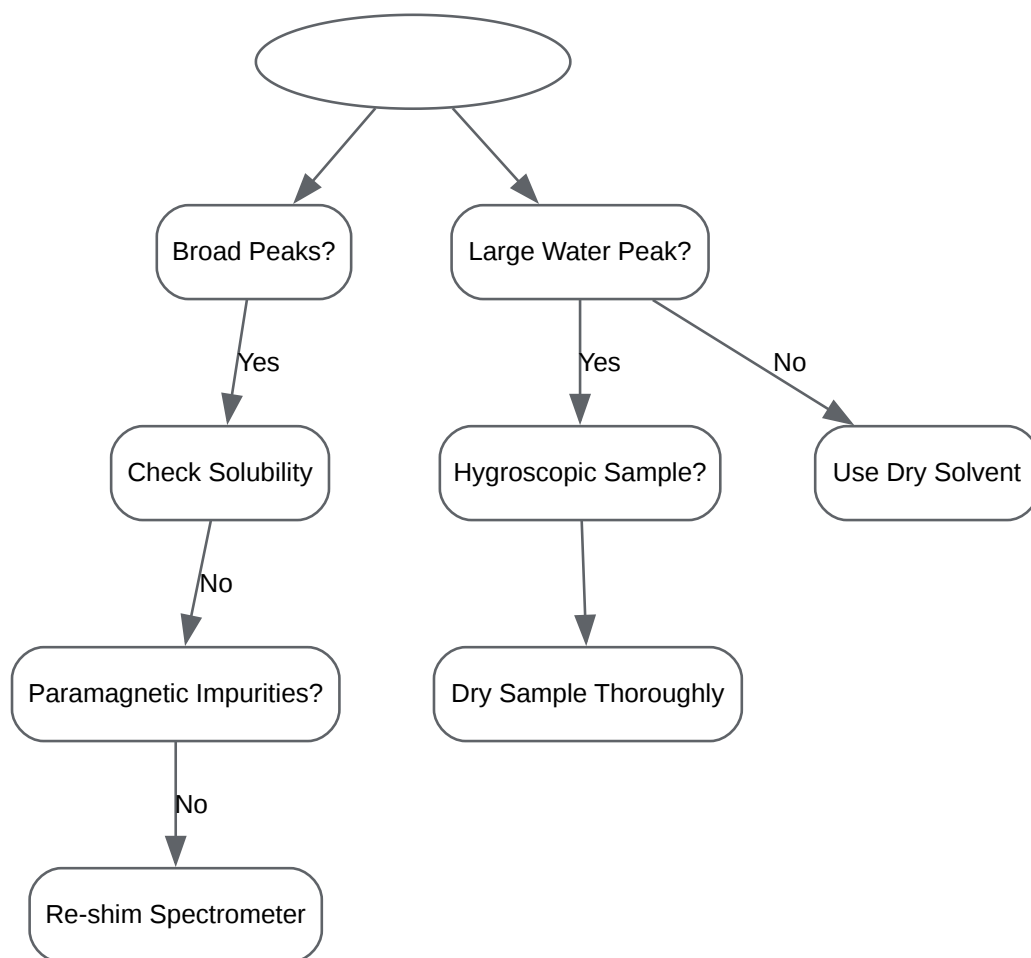 Broad Peaks?
Large Water Peak?
Yes
Yes
No
Check Solubility
Hygroscopic Sample?
Use Dry Solvent
No
Paramagnetic Impurities?
Dry Sample Thoroughly
No
Re-shim Spectrometer